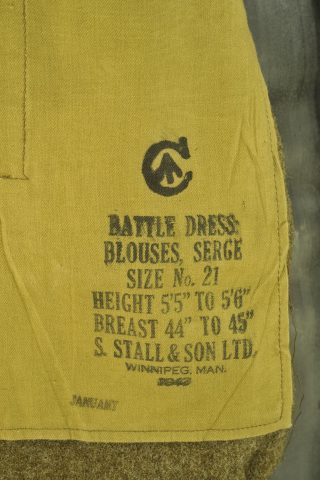 C
BATTLE DRESS:
BLOUSES, SERGE
SIZE No. 21
HEIGHT 5'5" TO 5'6"
BREAST 44" TO 45"
S. STALL & SON LTD.
WINNIPEG, MAN.
1943
JANUARY